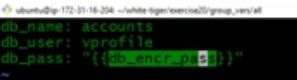 ubuntu@ip-172-31-16-204: ~/white-tiger/exercise20/group_vars/all
db_name: accounts
db_user: vprofile
db_pass: "{{db_encr_pass}}"
~